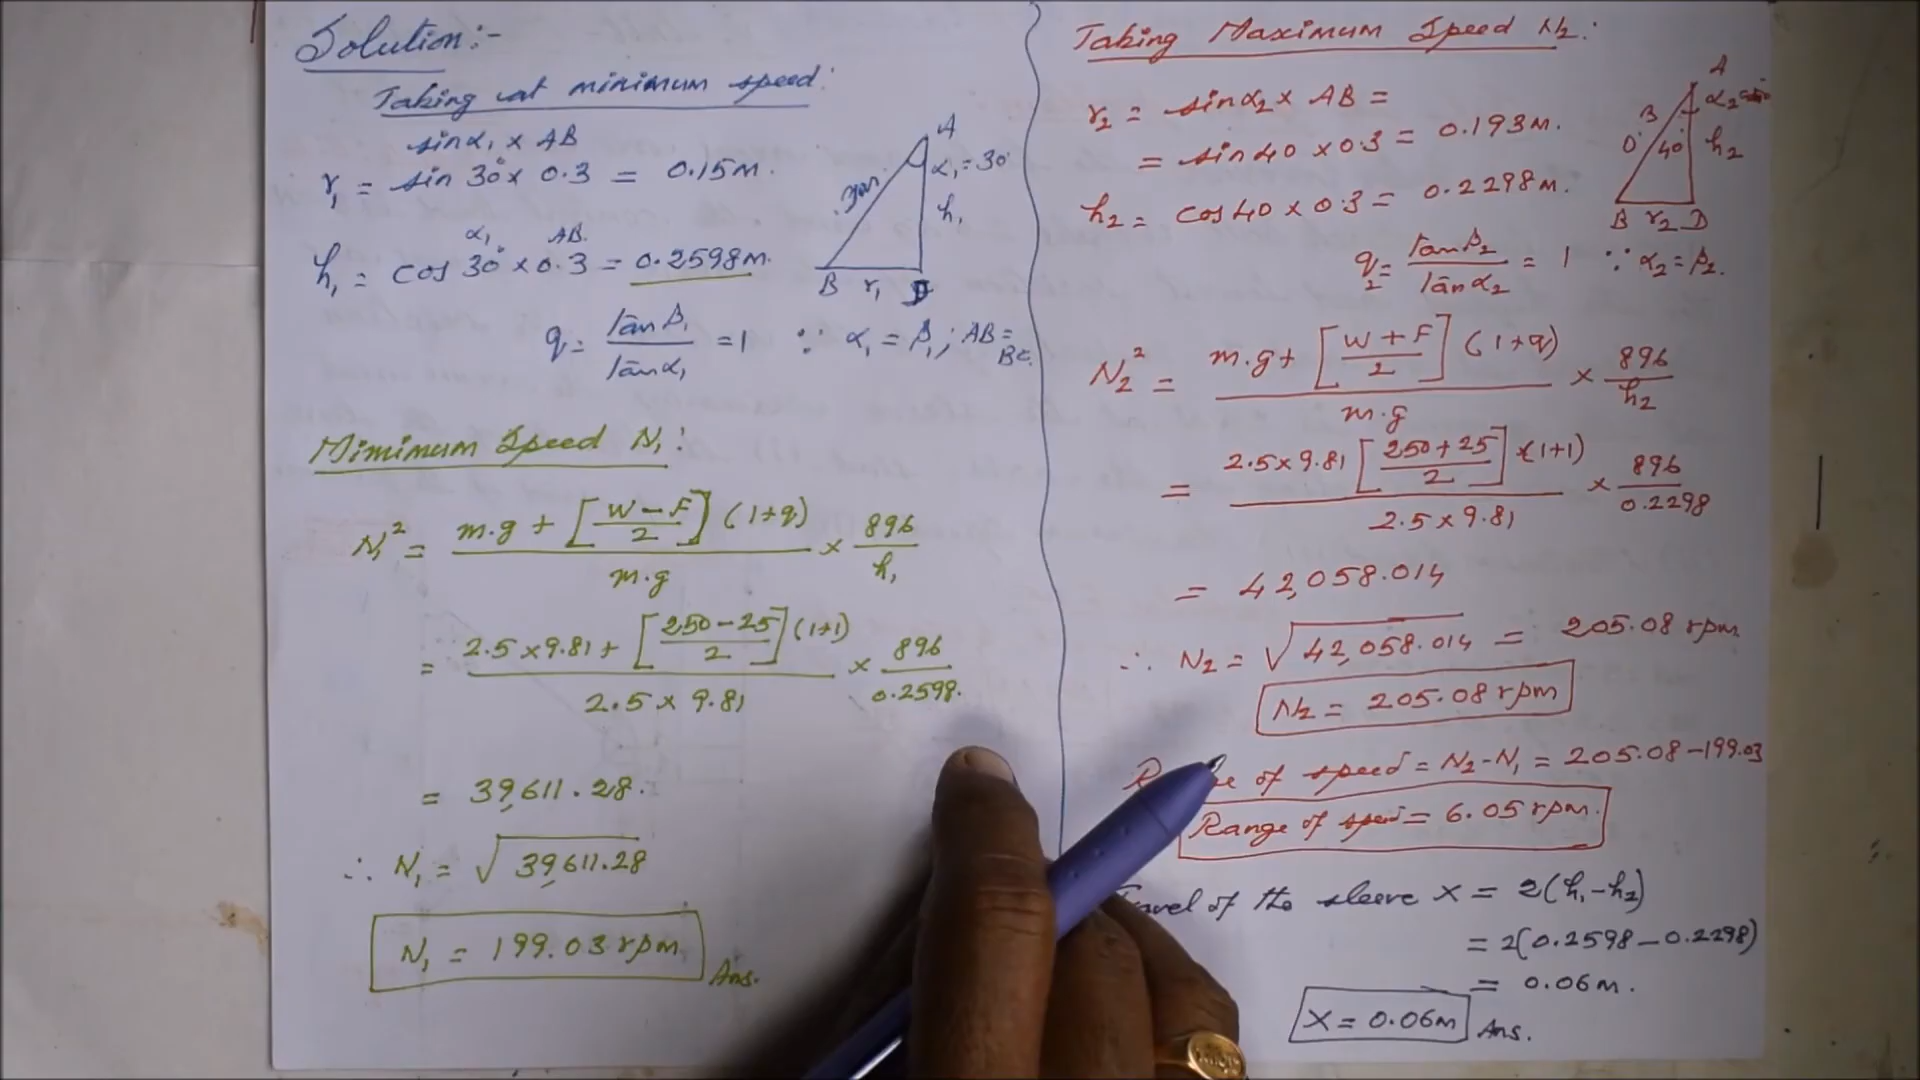 Solution:-
Taking at minimum speed:
sinα₁ × AB
r₁ = sin 30° × 0.3 = 0.15m.
α₁ AB.
h₁ = cos 30° × 0.3 = 0.2598m.
A
α₁ = 30°
h₁
B r₁ D
q = tanβ₁ / tanα₁ = 1 ∵ α₁ = β₁; AB = BC.
Mimimum Speed N₁:
N₁² = m.g + [W - F / 2] (1+q) / m.g × 896 / h₁
= 2.5 × 9.81 + [250 - 25 / 2] (1+1) / 2.5 × 9.81 × 896 / 0.2598.
= 39,611.28.
∴ N₁ = √39,611.28
N₁ = 199.03 rpm Ans.
Taking Maximum Speed N₂:
r₂ = sinα₂ × AB =
= sin 40 × 0.3 = 0.193m.
h₂ = cos 40 × 0.3 = 0.2298m.
A
α₂
40°
h₂
B r₂ D
q₂ = tanβ₂ / tanα₂ = 1 ∵ α₂ = β₂.
N₂² = m.g + [W + F / 2] (1+q) / m.g × 896 / h₂
= 2.5 × 9.81 [250 + 25 / 2] × (1+1) / 2.5 × 9.81 × 896 / 0.2298
= 42,058.014
∴ N₂ = √42,058.014 = 205.08 rpm
N₂ = 205.08 rpm
of speed = N₂ - N₁ = 205.08 - 199.03
Range of speed = 6.05 rpm.
of the sleeve x = 2(h₁ - h₂)
= 2(0.2598 - 0.2298)
= 0.06m.
x = 0.06m Ans.